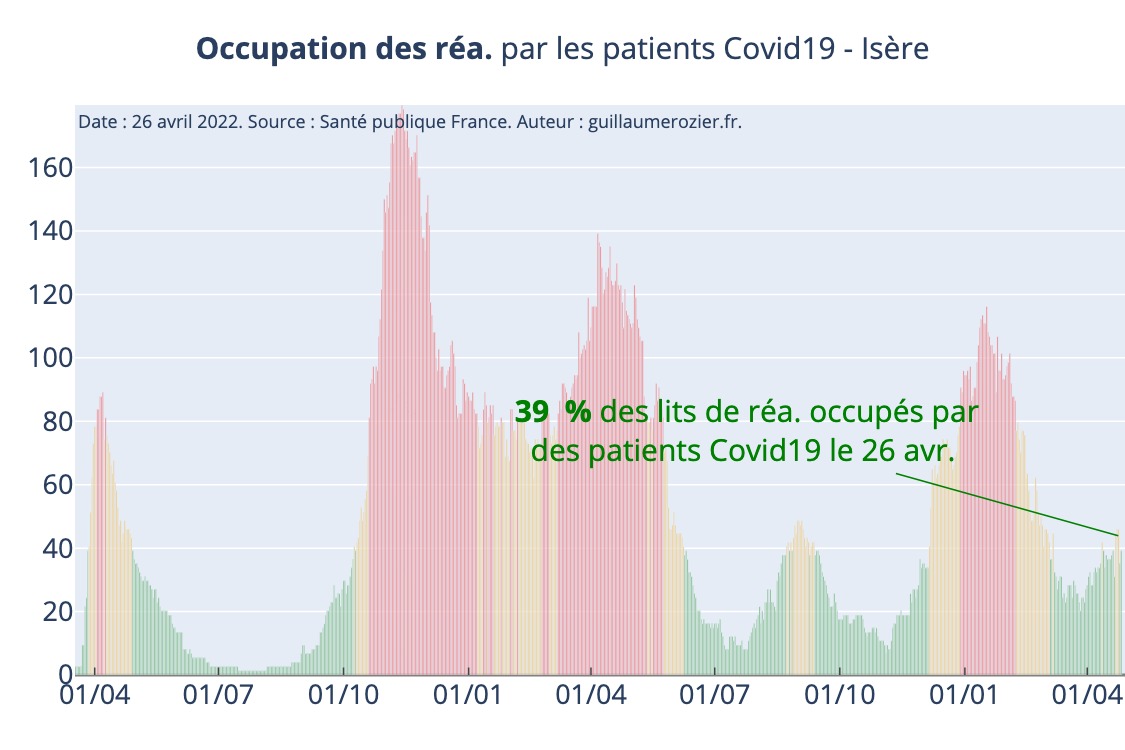 Occupation des réa. par les patients Covid19 - Isère
Date : 26 avril 2022. Source : Santé publique France. Auteur : guillaumerozier.fr.
160
140
120
100
80
60
40
20
0
39 % des lits de réa. occupés par
des patients Covid19 le 26 avr.
01/04 01/07 01/10 01/01 01/04 01/07 01/10 01/01 01/04